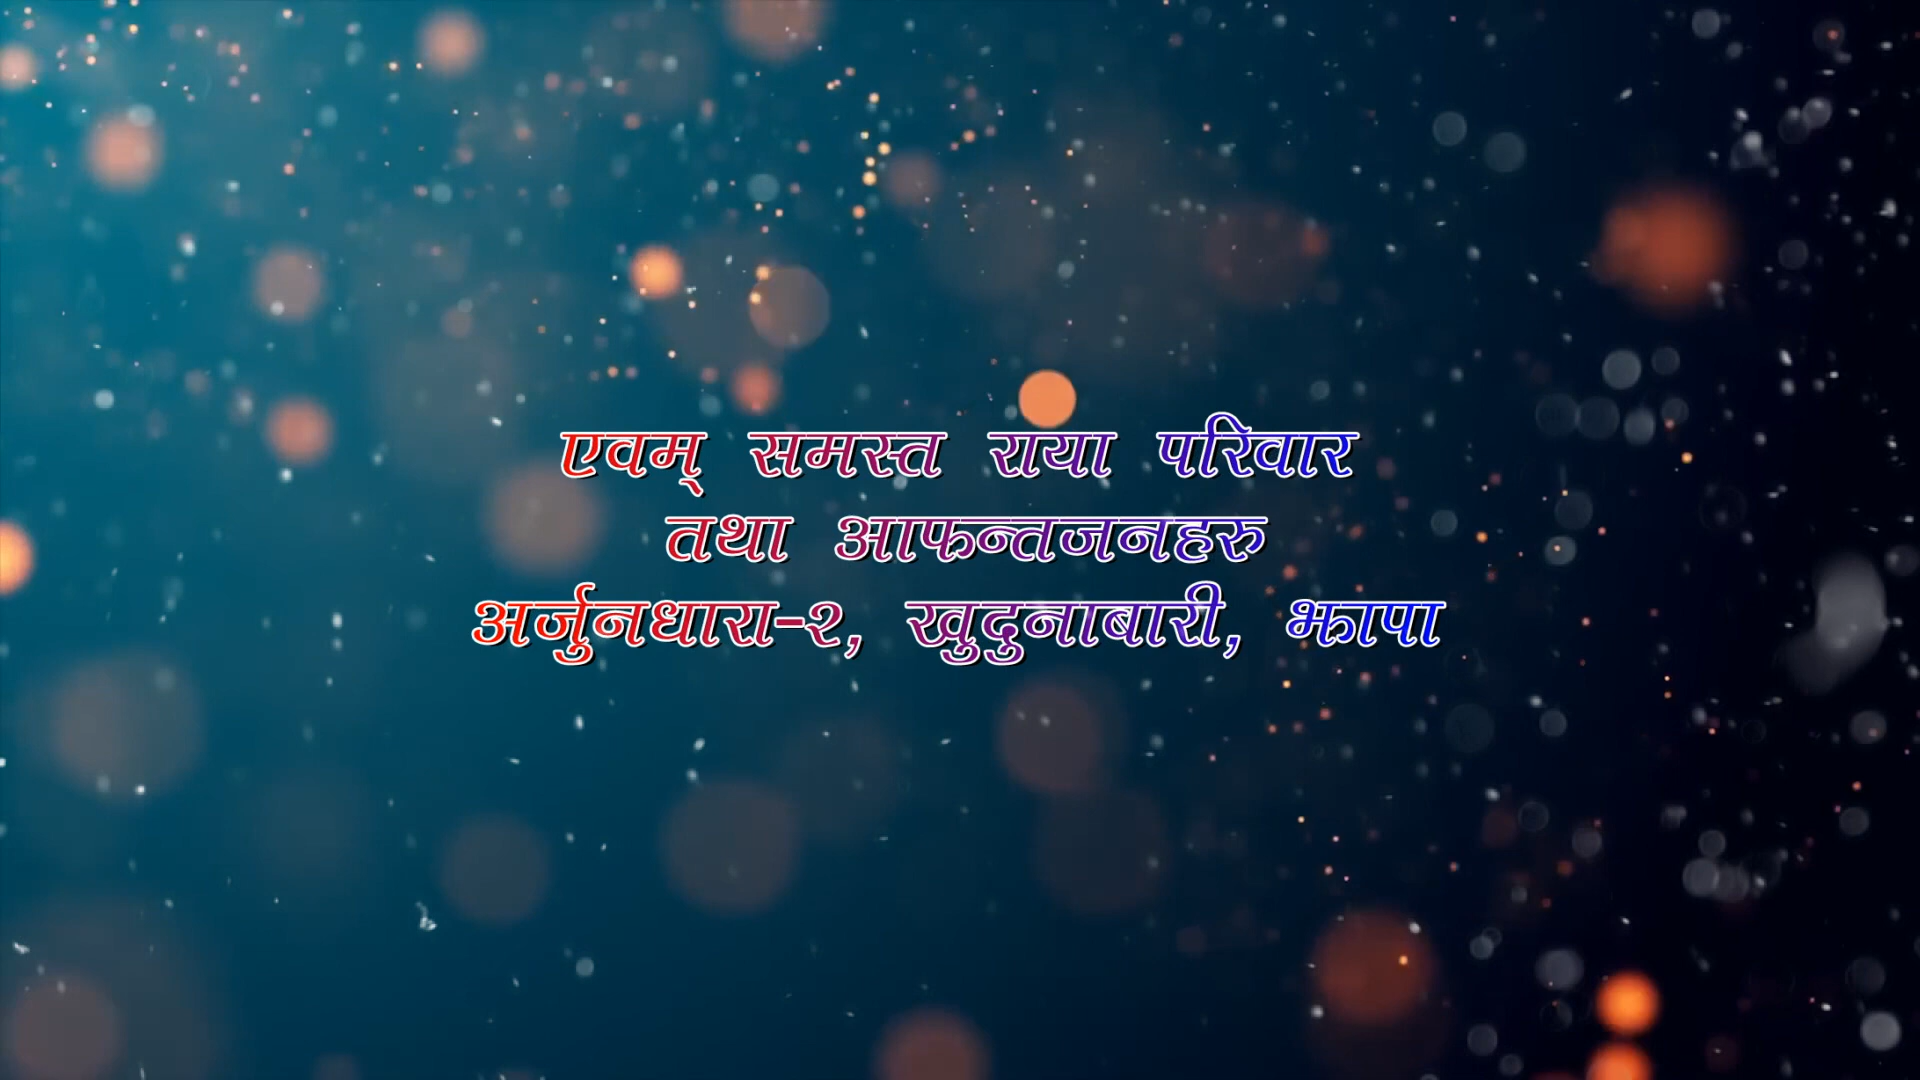 एवम् समस्त राया परिवार
तथा आफन्तजनहरु
अर्जुनधारा-२, खुदुनाबारी, झापा